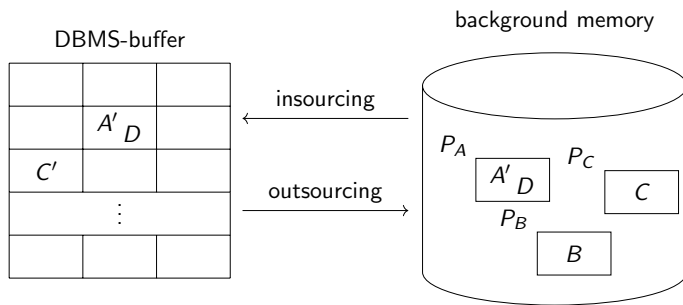 background memory
DBMS-buffer
insourcing
A′ D
P_A
P_C
C′
A′ D
C
outsourcing
P_B
⋮
B